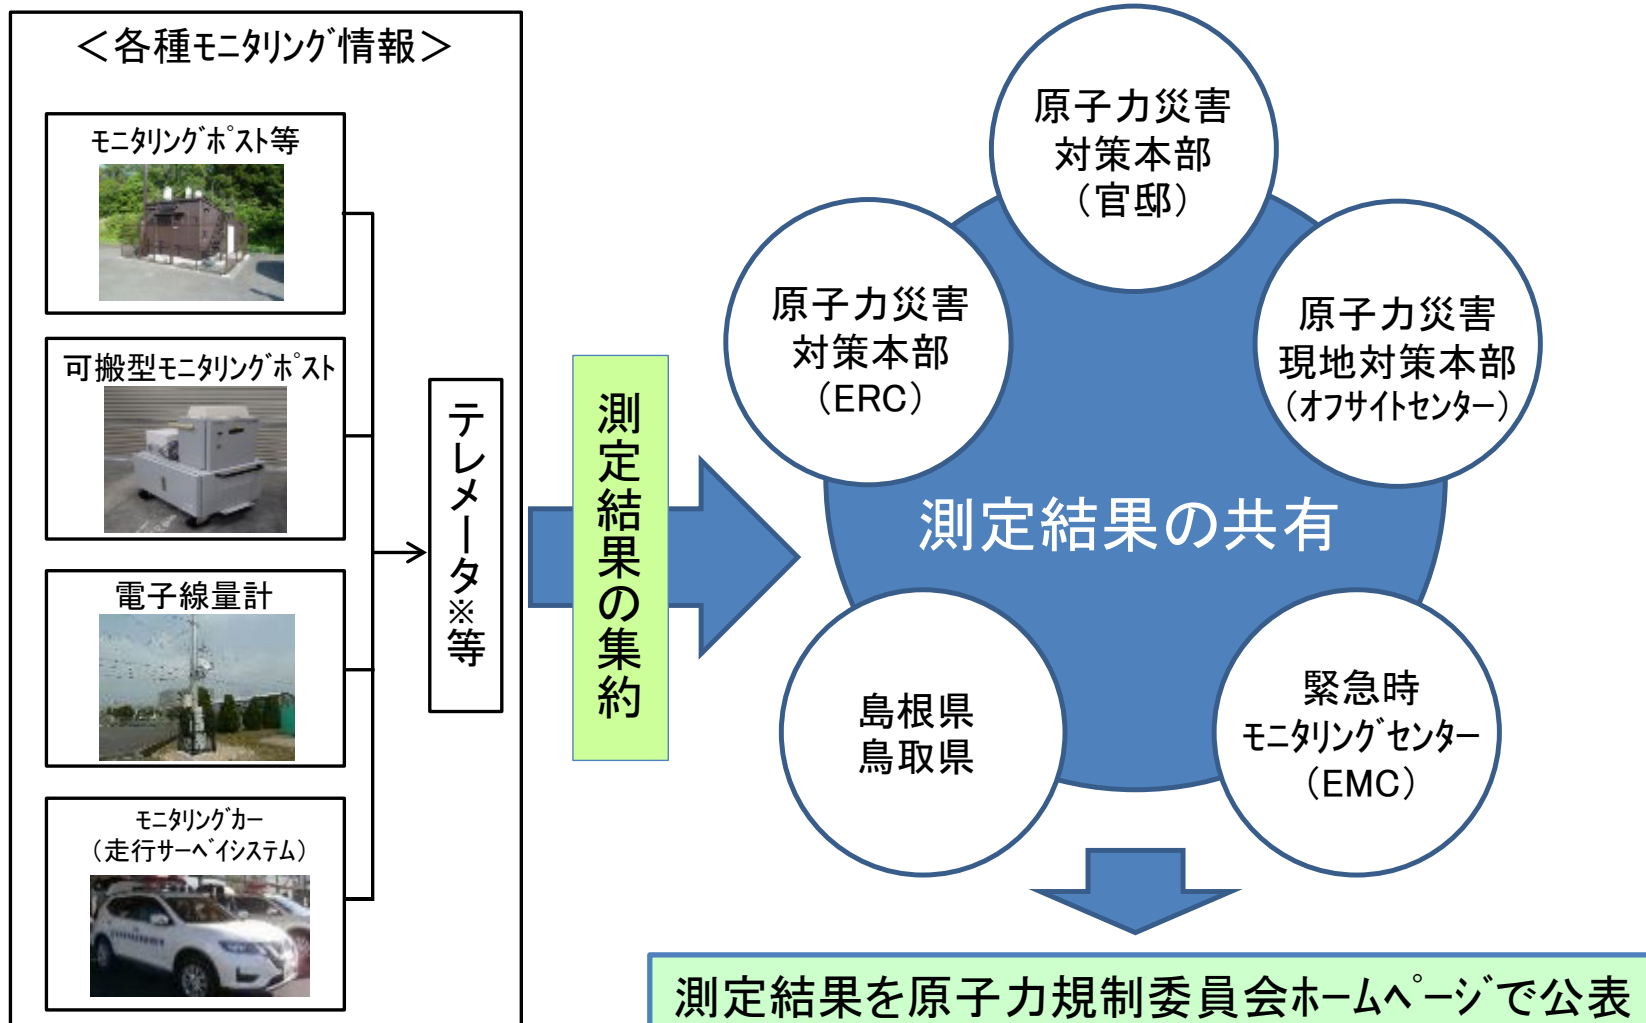 ＜各種ﾓﾆﾀﾘﾝｸﾞ情報＞
ﾓﾆﾀﾘﾝｸﾞﾎﾟｽﾄ等
可搬型ﾓﾆﾀﾘﾝｸﾞﾎﾟｽﾄ
電子線量計
ﾓﾆﾀﾘﾝｸﾞｶｰ
（走行ｻｰﾍﾞｲｼｽﾃﾑ）
テレメータ※等
測定結果の集約
原子力災害
対策本部
（官邸）
原子力災害
対策本部
（ERC）
原子力災害
現地対策本部
（ｵﾌｻｲﾄｾﾝﾀｰ）
測定結果の共有
島根県
鳥取県
緊急時
ﾓﾆﾀﾘﾝｸﾞｾﾝﾀｰ
（EMC）
測定結果を原子力規制委員会ﾎｰﾑﾍﾟｰｼﾞで公表